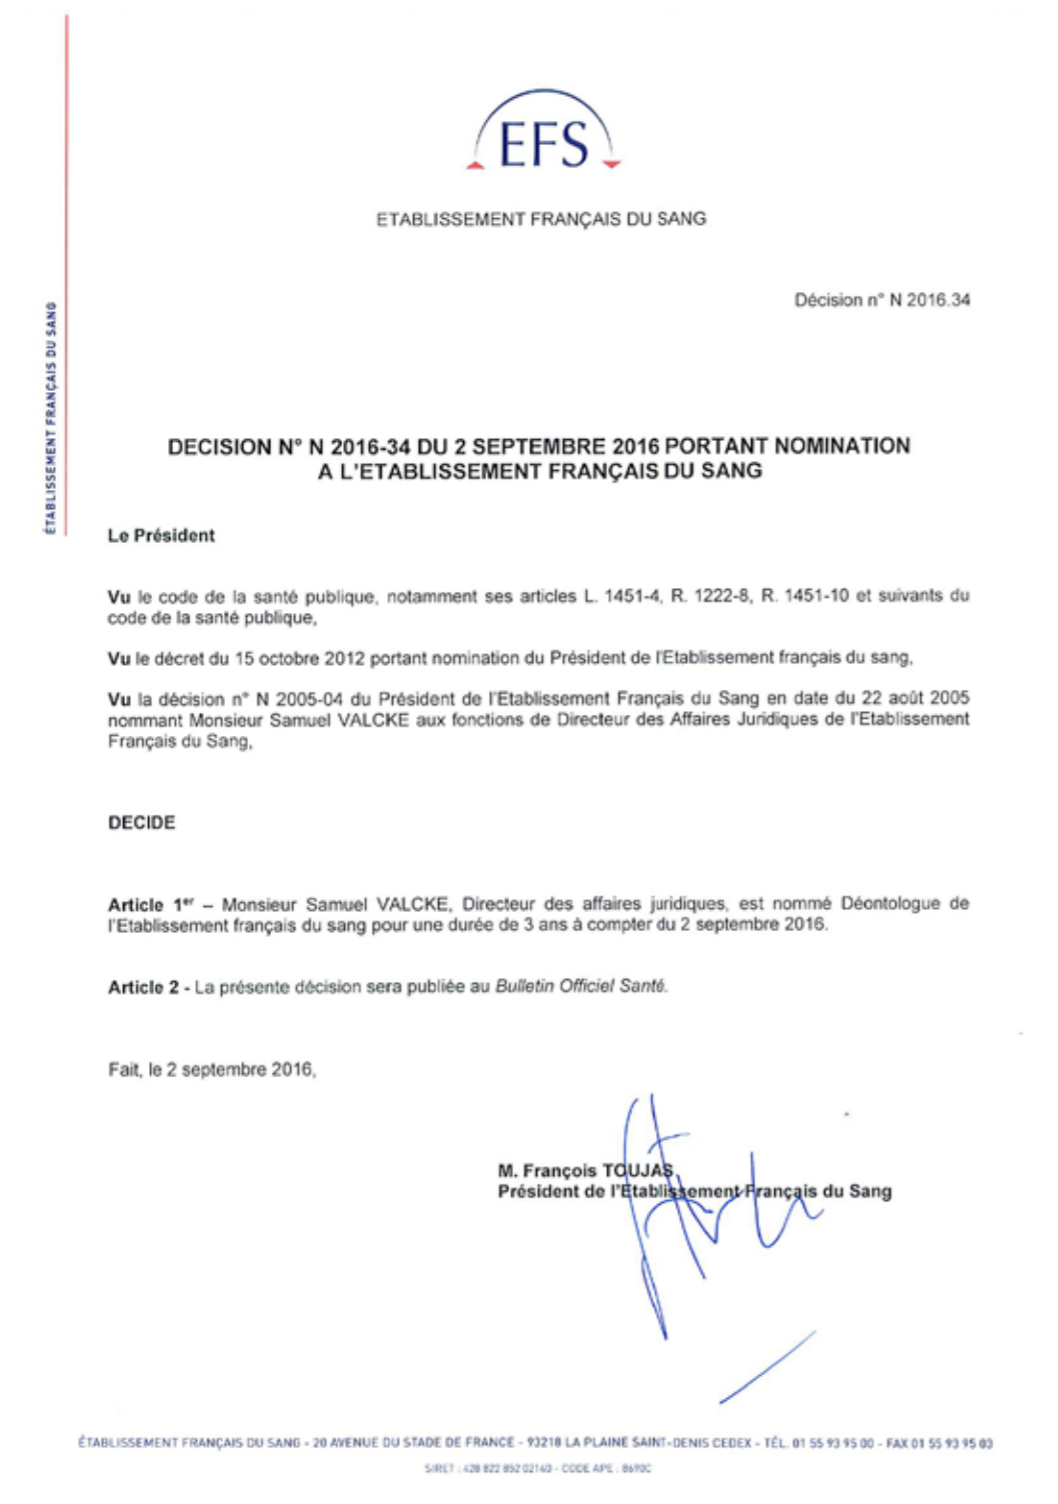 EFS
ETABLISSEMENT FRANÇAIS DU SANG
Décision n° N 2016.34
ÉTABLISSEMENT FRANÇAIS DU SANG
DECISION N° N 2016-34 DU 2 SEPTEMBRE 2016 PORTANT NOMINATION
A L'ETABLISSEMENT FRANÇAIS DU SANG
Le Président
Vu le code de la santé publique, notamment ses articles L. 1451-4, R. 1222-8, R. 1451-10 et suivants du
code de la santé publique,
Vu le décret du 15 octobre 2012 portant nomination du Président de l'Etablissement français du sang,
Vu la décision n° N 2005-04 du Président de l'Etablissement Français du Sang en date du 22 août 2005
nommant Monsieur Samuel VALCKE aux fonctions de Directeur des Affaires Juridiques de l'Etablissement
Français du Sang,
DECIDE
Article 1er – Monsieur Samuel VALCKE, Directeur des affaires juridiques, est nommé Déontologue de
l'Etablissement français du sang pour une durée de 3 ans à compter du 2 septembre 2016.
Article 2 - La présente décision sera publiée au Bulletin Officiel Santé.
Fait, le 2 septembre 2016,
M. François TOUJAS,
Président de l'Etablissement Français du Sang
ÉTABLISSEMENT FRANÇAIS DU SANG - 20 AVENUE DU STADE DE FRANCE - 93218 LA PLAINE SAINT-DENIS CEDEX - TÉL. 01 55 93 95 00 - FAX 01 55 93 95 03
SIRET : 428 822 852 02140 - CODE APE : 8690C